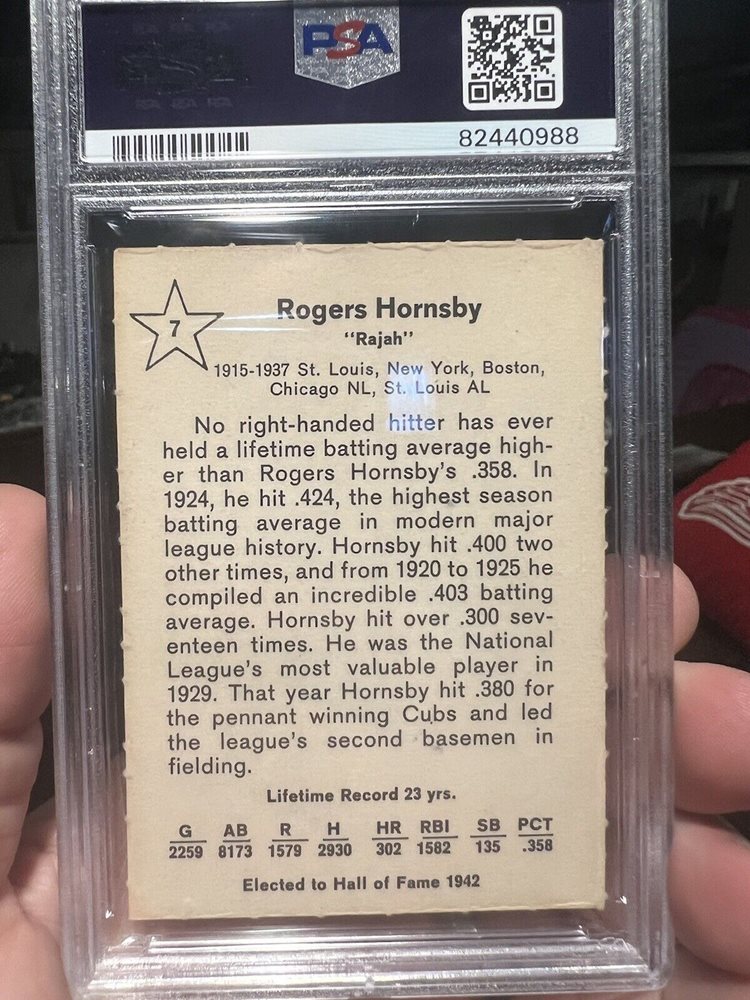 PSA
82440988
7
Rogers Hornsby
"Rajah"
1915-1937 St. Louis, New York, Boston,
Chicago NL, St. Louis AL
No right-handed hitter has ever
held a lifetime batting average high-
er than Rogers Hornsby's .358. In
1924, he hit .424, the highest season
batting average in modern major
league history. Hornsby hit .400 two
other times, and from 1920 to 1925 he
compiled an incredible .403 batting
average. Hornsby hit over .300 sev-
enteen times. He was the National
League's most valuable player in
1929. That year Hornsby hit .380 for
the pennant winning Cubs and led
the league's second basemen in
fielding.
Lifetime Record 23 yrs.
G AB R H HR RBI SB PCT
2259 8173 1579 2930 302 1582 135 .358
Elected to Hall of Fame 1942